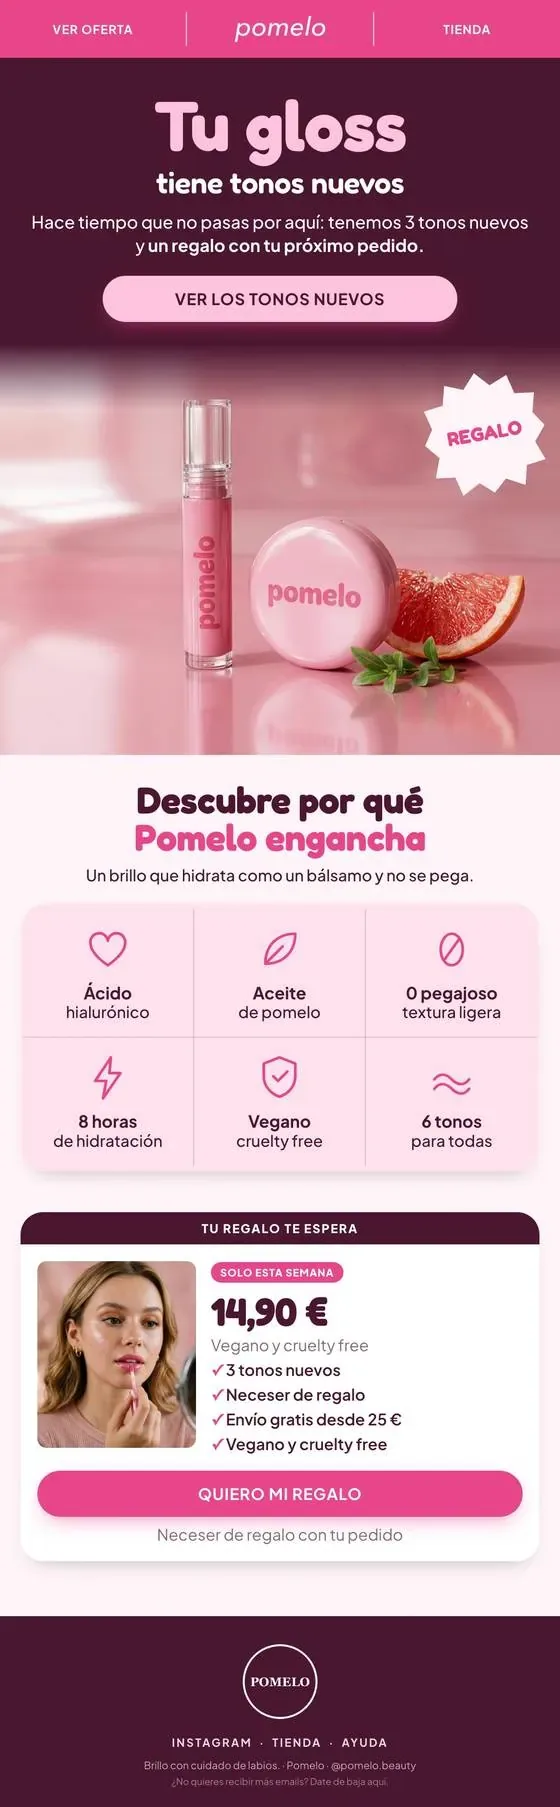 VER OFERTA
pomelo
TIENDA
Tu gloss
tiene tonos nuevos
Hace tiempo que no pasas por aquí: tenemos 3 tonos nuevos
y un regalo con tu próximo pedido.
VER LOS TONOS NUEVOS
REGALO
pomelo
pomelo
Descubre por qué
Pomelo engancha
Un brillo que hidrata como un bálsamo y no se pega.
Ácido
hialurónico
Aceite
de pomelo
0 pegajoso
textura ligera
8 horas
de hidratación
Vegano
cruelty free
6 tonos
para todas
TU REGALO TE ESPERA
SOLO ESTA SEMANA
14,90 €
Vegano y cruelty free
✓3 tonos nuevos
✓Neceser de regalo
✓Envío gratis desde 25 €
✓Vegano y cruelty free
QUIERO MI REGALO
Neceser de regalo con tu pedido
POMELO
INSTAGRAM · TIENDA · AYUDA
Brillo con cuidado de labios. · Pomelo · @pomelo.beauty
¿No quieres recibir más emails? Date de baja aquí.